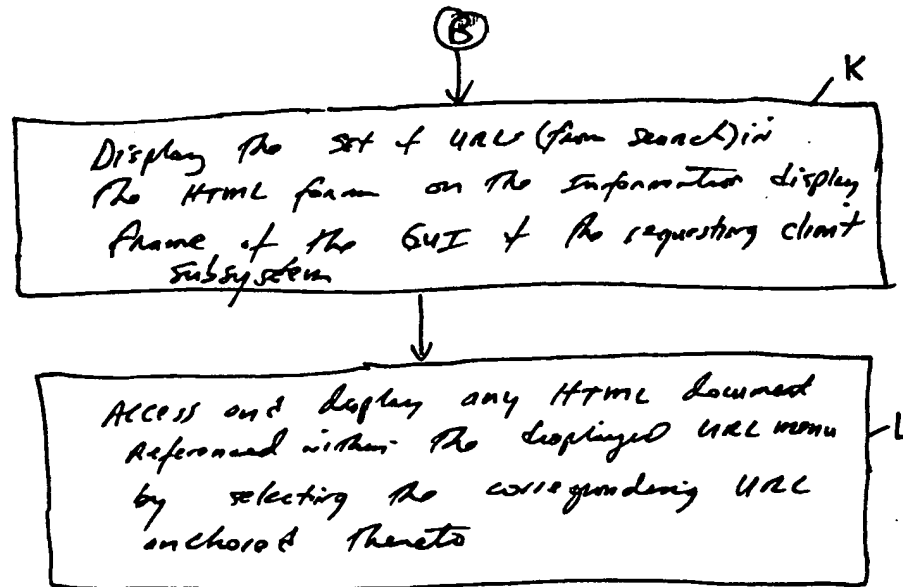 B
K
Display the set of URLs (from search) in
the HTML form on the Information display
frame of the GUI of the requesting client
subsystem
L
Access and display any HTML document
Referenced within the displayed URL menu
by selecting the corresponding URL
anchored thereto